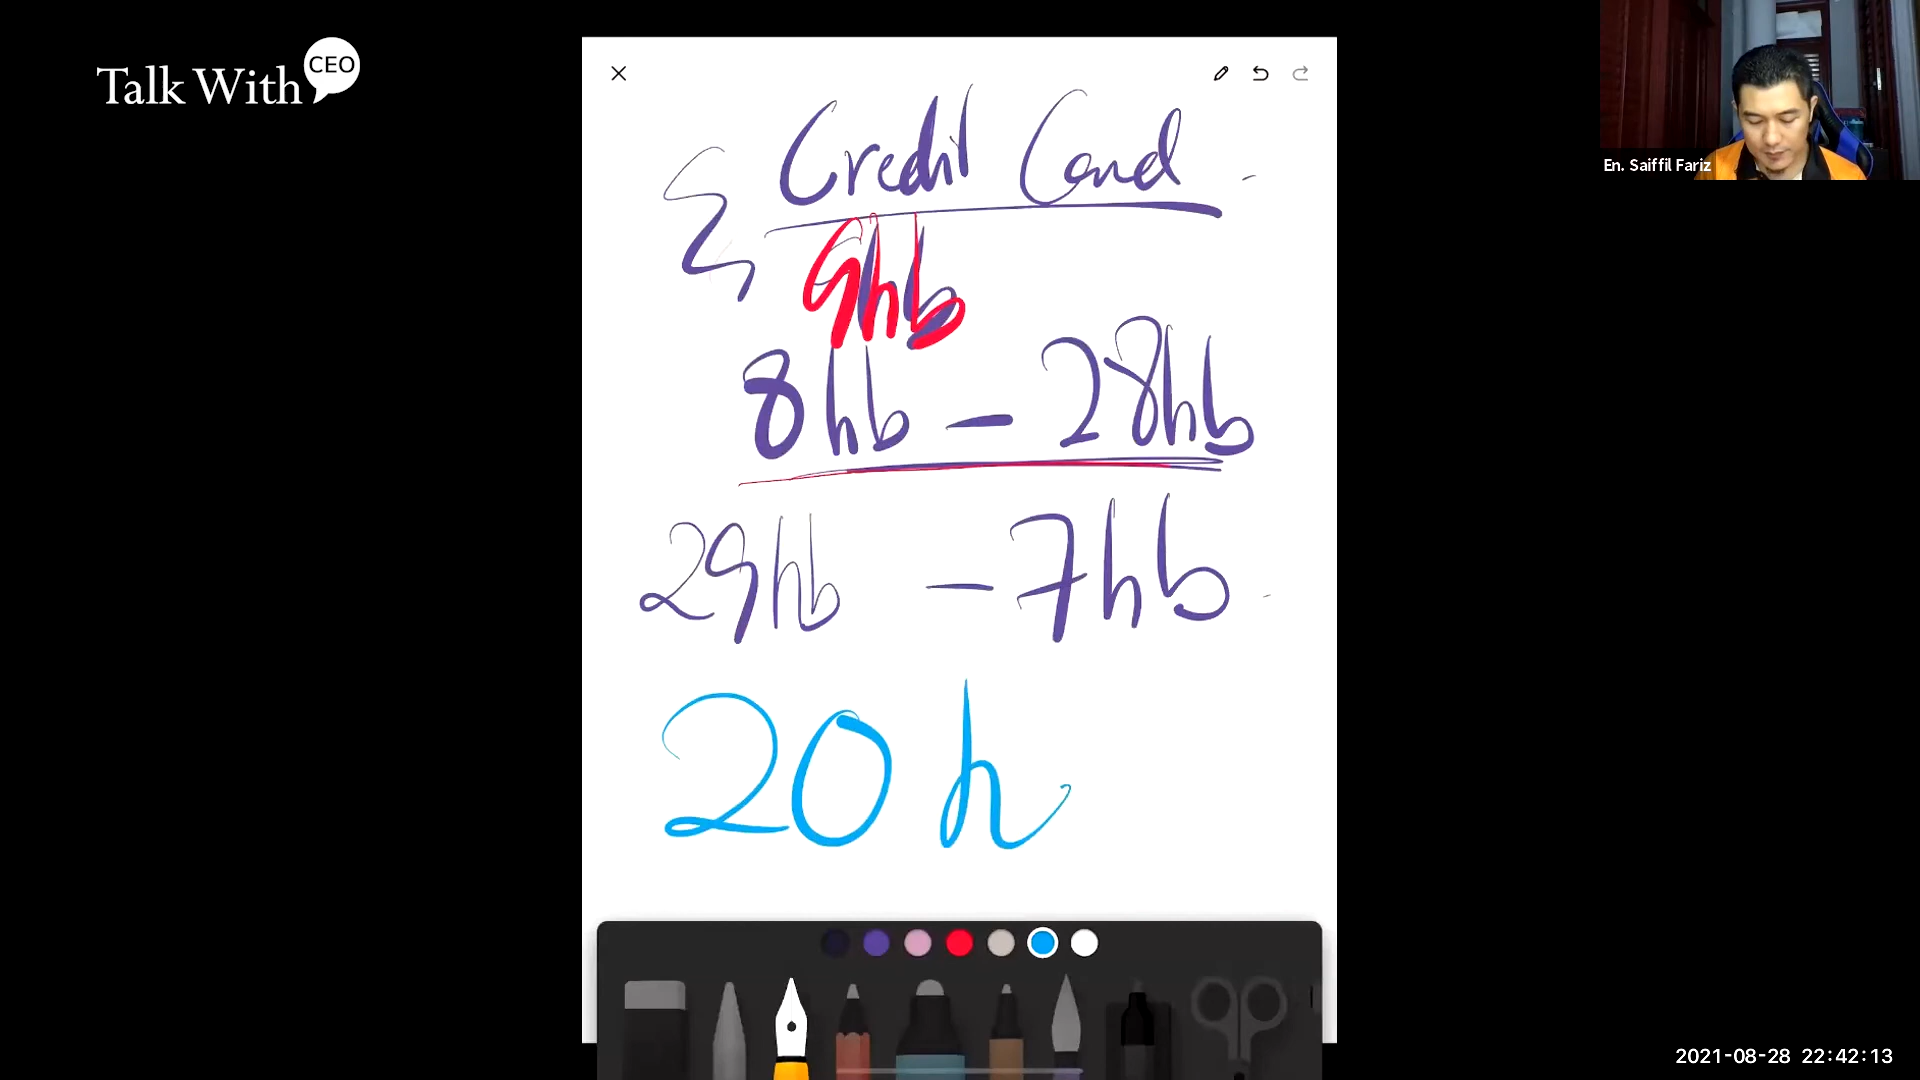 Talk With CEO
En. Saiffil Fariz
Credit Card
9hb
8hb - 28hb
29hb - 7hb
20 h
2021-08-28 22:42:13